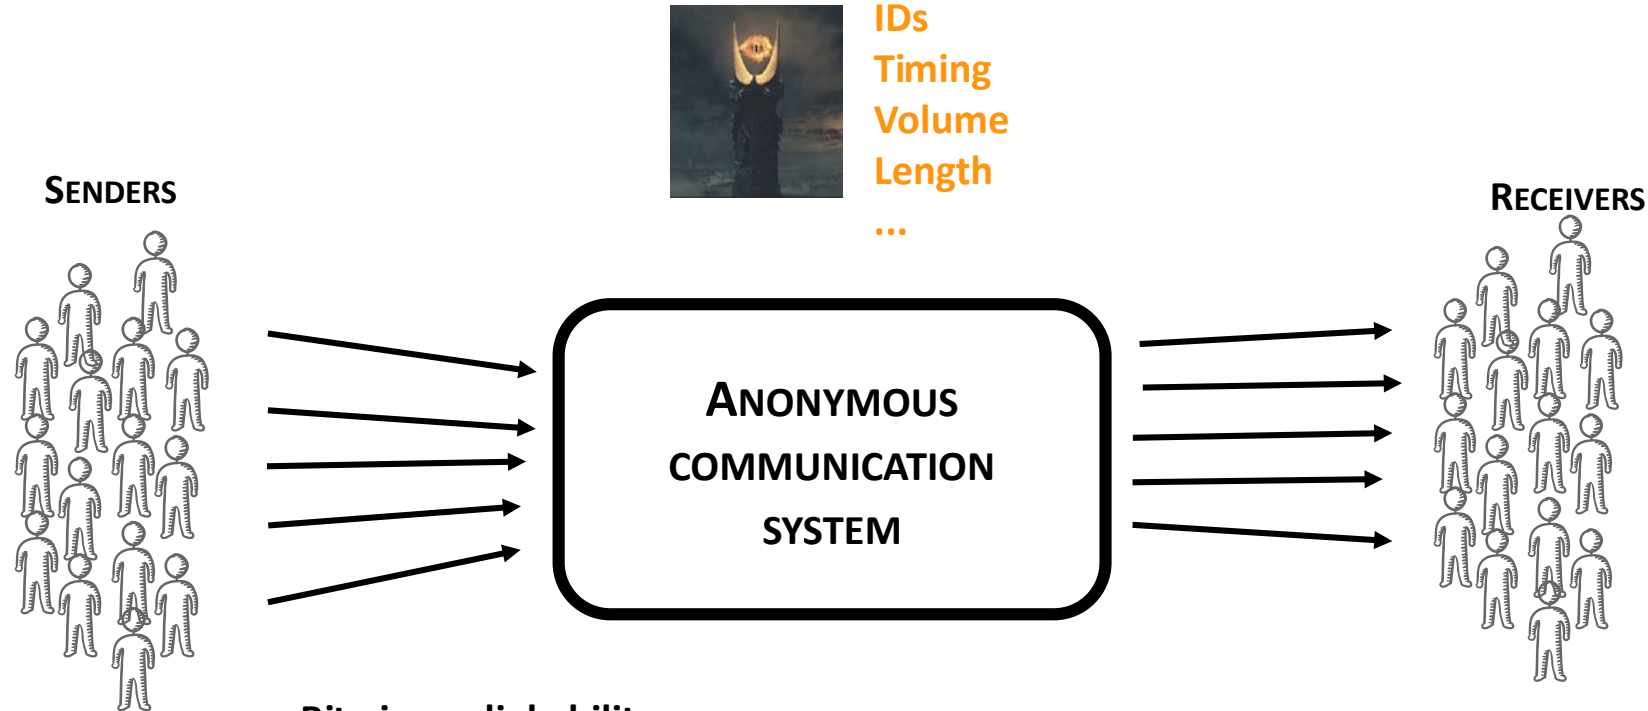 IDs
Timing
Volume
Length
...
SENDERS
RECEIVERS
ANONYMOUS
COMMUNICATION
SYSTEM